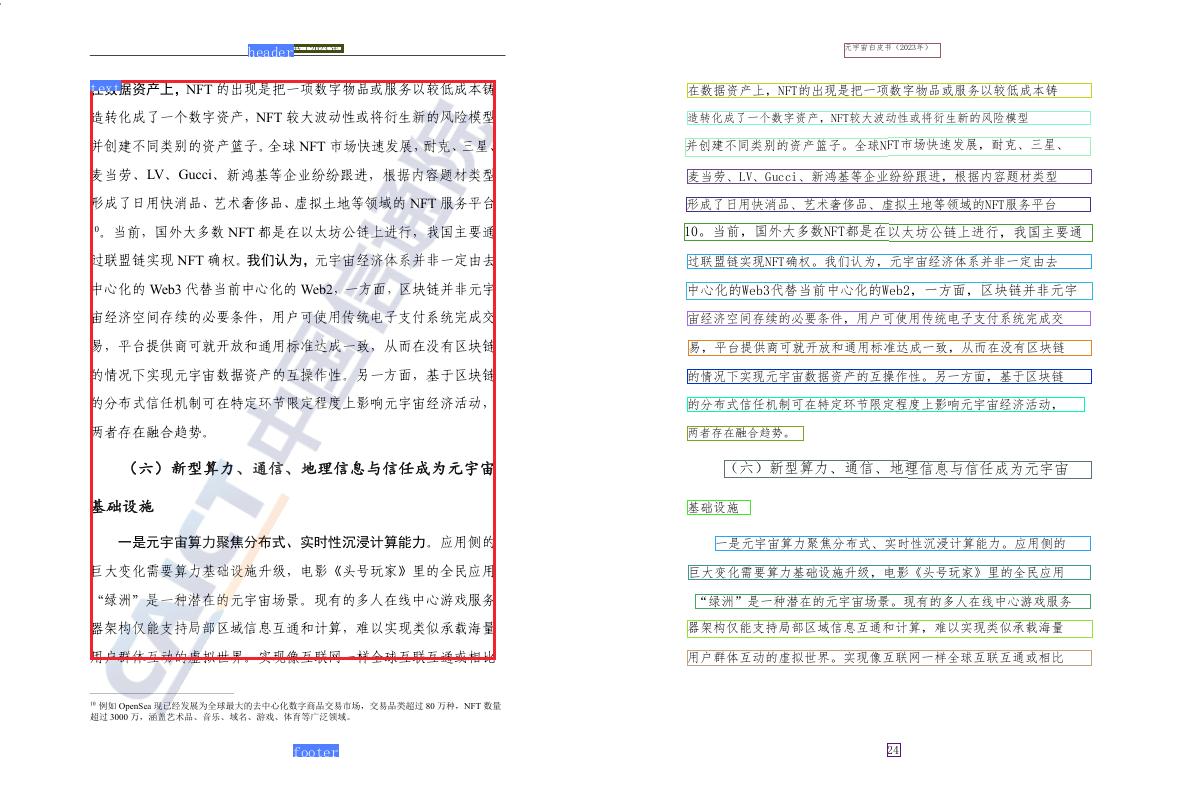 header
text
在数据资产上，NFT 的出现是把一项数字物品或服务以较低成本铸
造转化成了一个数字资产，NFT 较大波动性或将衍生新的风险模型
并创建不同类别的资产篮子。全球 NFT 市场快速发展，耐克、三星、
麦当劳、LV、Gucci、新鸿基等企业纷纷跟进，根据内容题材类型
形成了日用快消品、艺术奢侈品、虚拟土地等领域的 NFT 服务平台
10。当前，国外大多数 NFT 都是在以太坊公链上进行，我国主要通
过联盟链实现 NFT 确权。我们认为，元宇宙经济体系并非一定由去
中心化的 Web3 代替当前中心化的 Web2，一方面，区块链并非元宇
宙经济空间存续的必要条件，用户可使用传统电子支付系统完成交
易，平台提供商可就开放和通用标准达成一致，从而在没有区块链
的情况下实现元宇宙数据资产的互操作性。另一方面，基于区块链
的分布式信任机制可在特定环节限定程度上影响元宇宙经济活动，
两者存在融合趋势。
（六）新型算力、通信、地理信息与信任成为元宇宙
基础设施
一是元宇宙算力聚焦分布式、实时性沉浸计算能力。应用侧的
巨大变化需要算力基础设施升级，电影《头号玩家》里的全民应用
“绿洲”是一种潜在的元宇宙场景。现有的多人在线中心游戏服务
器架构仅能支持局部区域信息互通和计算，难以实现类似承载海量
用户群体互动的虚拟世界。实现像互联网一样全球互联互通或相比
10 例如 OpenSea 现已经发展为全球最大的去中心化数字商品交易市场，交易品类超过 80 万种，NFT 数量
超过 3000 万，涵盖艺术品、音乐、域名、游戏、体育等广泛领域。
footer
CAICT 中国信通院
元宇宙白皮书（2023年）
在数据资产上，NFT的出现是把一项数字物品或服务以较低成本铸
造转化成了一个数字资产，NFT较大波动性或将衍生新的风险模型
并创建不同类别的资产篮子。全球NFT市场快速发展，耐克、三星、
麦当劳、LV、Gucci、新鸿基等企业纷纷跟进，根据内容题材类型
形成了日用快消品、艺术奢侈品、虚拟土地等领域的NFT服务平台
10。当前，国外大多数NFT都是在以太坊公链上进行，我国主要通
过联盟链实现NFT确权。我们认为，元宇宙经济体系并非一定由去
中心化的Web3代替当前中心化的Web2，一方面，区块链并非元宇
宙经济空间存续的必要条件，用户可使用传统电子支付系统完成交
易，平台提供商可就开放和通用标准达成一致，从而在没有区块链
的情况下实现元宇宙数据资产的互操作性。另一方面，基于区块链
的分布式信任机制可在特定环节限定程度上影响元宇宙经济活动，
两者存在融合趋势。
（六）新型算力、通信、地理信息与信任成为元宇宙
基础设施
一是元宇宙算力聚焦分布式、实时性沉浸计算能力。应用侧的
巨大变化需要算力基础设施升级，电影《头号玩家》里的全民应用
“绿洲”是一种潜在的元宇宙场景。现有的多人在线中心游戏服务
器架构仅能支持局部区域信息互通和计算，难以实现类似承载海量
用户群体互动的虚拟世界。实现像互联网一样全球互联互通或相比
24